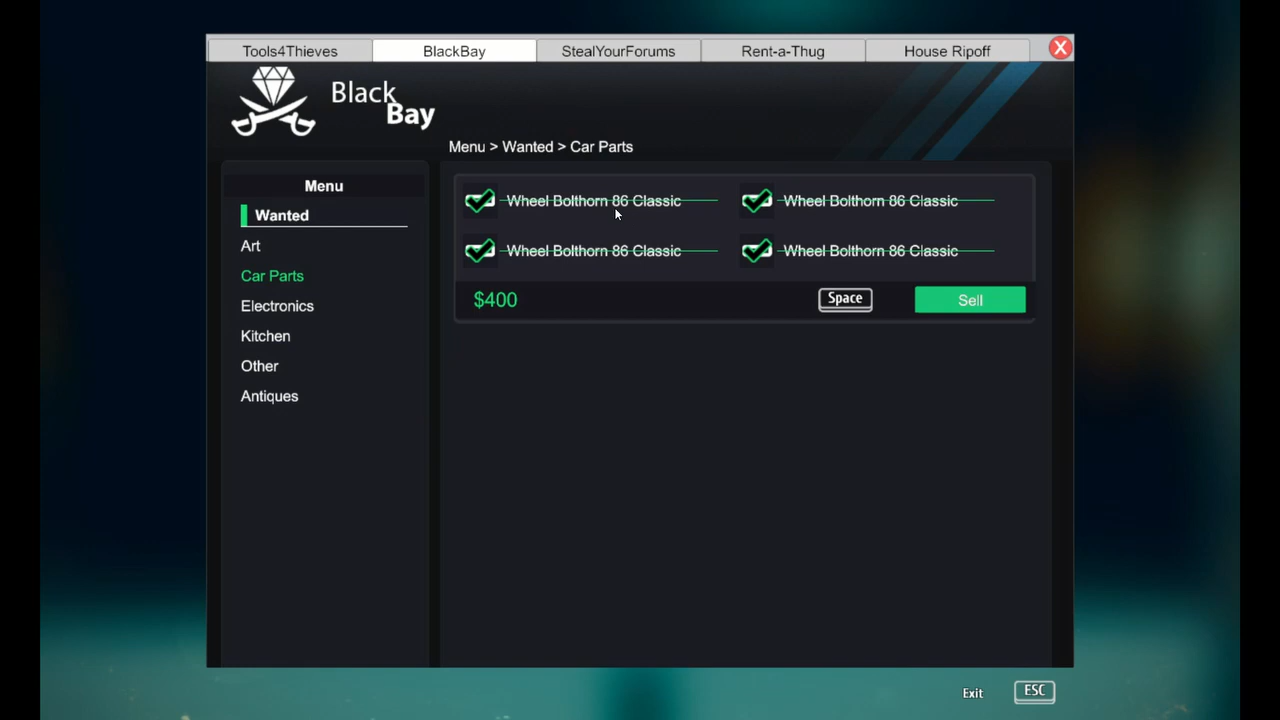 Tools4Thieves BlackBay StealYourForums Rent-a-Thug House Ripoff X
Black
Bay
Menu > Wanted > Car Parts
Menu
Wanted
Art
Car Parts
Electronics
Kitchen
Other
Antiques
Wheel Bolthorn 86 Classic Wheel Bolthorn 86 Classic
Wheel Bolthorn 86 Classic Wheel Bolthorn 86 Classic
$400 Space Sell
Exit ESC